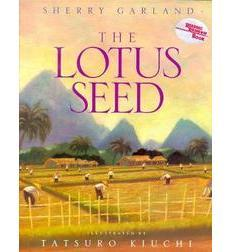 SHERRY GARLAND
THE
LOTUS
SEED
ILLUSTRATED BY
TATSURO KIUCHI